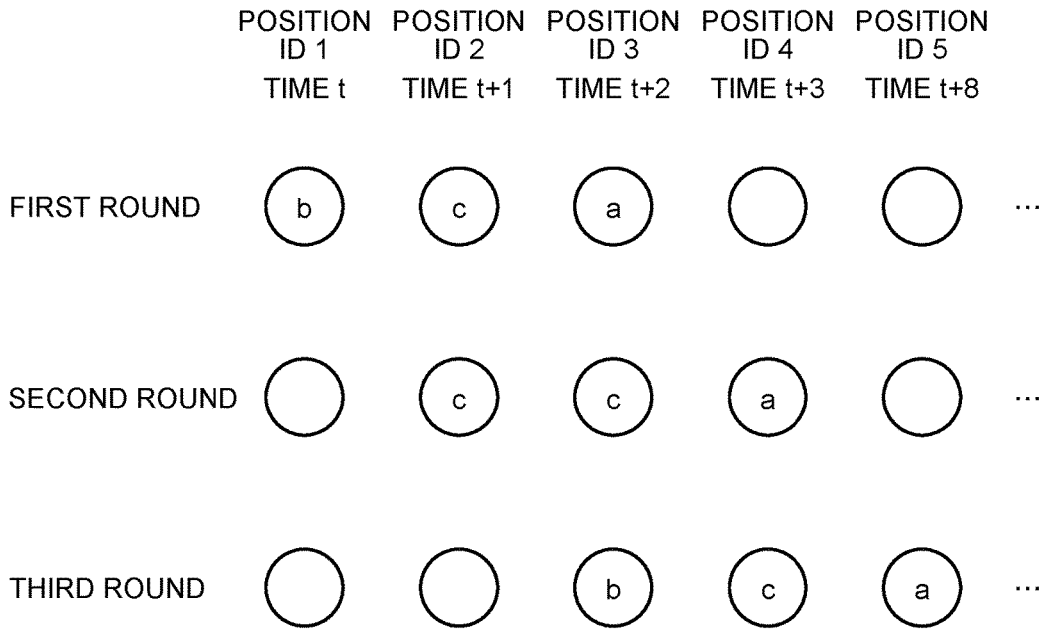 POSITION POSITION POSITION POSITION POSITION
ID 1 ID 2 ID 3 ID 4 ID 5
TIME t TIME t+1 TIME t+2 TIME t+3 TIME t+8
FIRST ROUND b c a ...
SECOND ROUND c c a ...
THIRD ROUND b c a ...